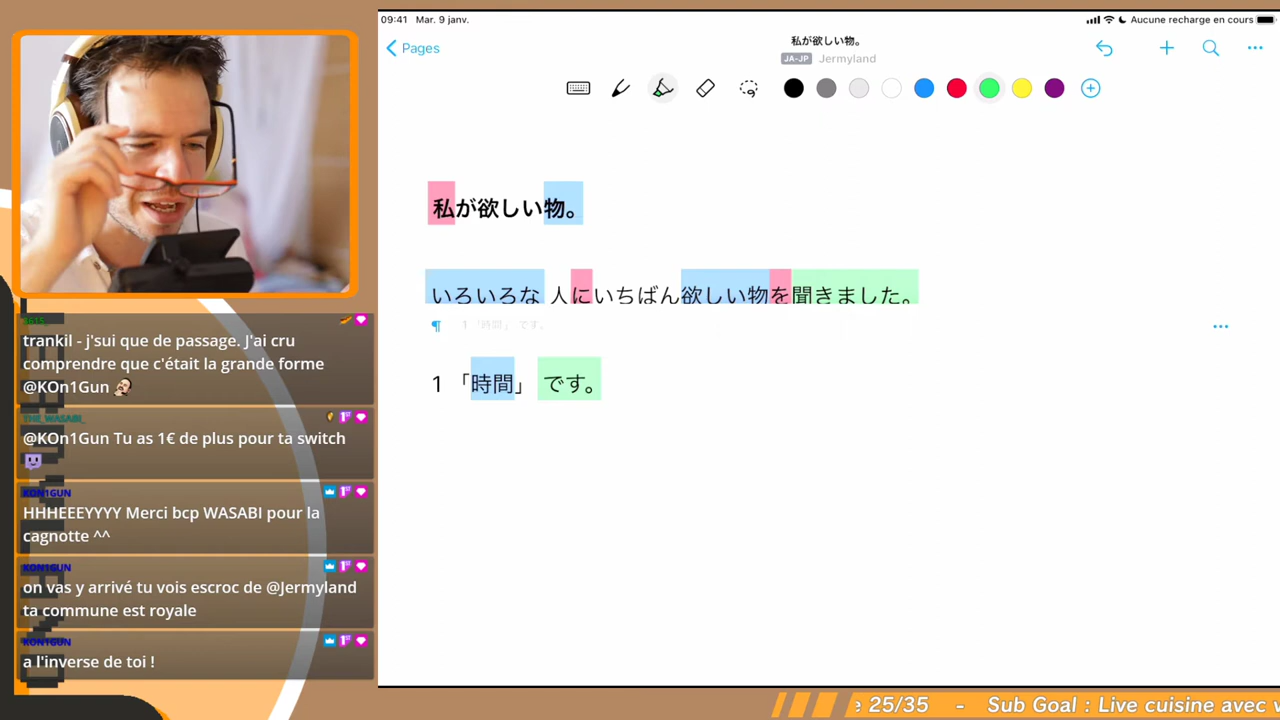 09:41 Mar. 9 janv.
Aucune recharge en cours
Pages
私が欲しい物。
JA-JP Jermyland
私が欲しい物。
いろいろな 人にいちばん欲しい物を聞きました。
¶ 1「時間」 です。
1「時間」 です。
trankil - j'sui que de passage. J'ai cru
comprendre que c'était la grande forme
@KOn1Gun
THE_WASABI_
@KOn1Gun Tu as 1€ de plus pour ta switch
KON1GUN
HHHEEEYYYY Merci bcp WASABI pour la
cagnotte ^^
KON1GUN
on vas y arrivé tu vois escroc de @Jermyland
ta commune est royale
KON1GUN
a l'inverse de toi !
e 25/35 - Sub Goal : Live cuisine avec v